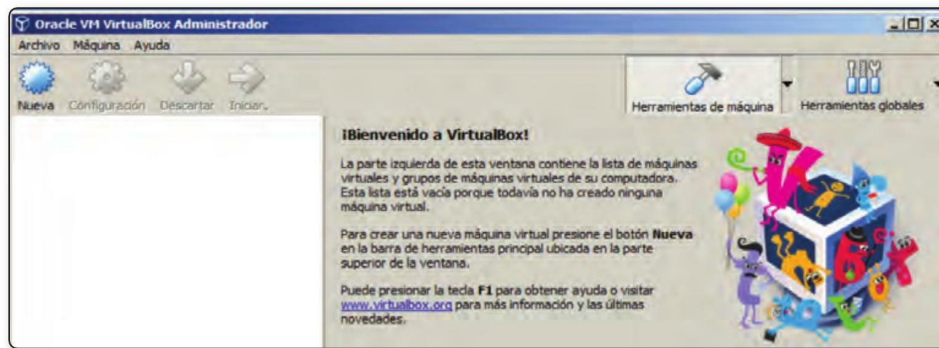 Oracle VM VirtualBox Administrador
Archivo Máquina Ayuda
Nueva Configuración Descartar Iniciar. Herramientas de máquina Herramientas globales
¡Bienvenido a VirtualBox!
La parte izquierda de esta ventana contiene la lista de máquinas
virtuales y grupos de máquinas virtuales de su computadora.
Esta lista está vacía porque todavía no ha creado ninguna
máquina virtual.
Para crear una nueva máquina virtual presione el botón Nueva
en la barra de herramientas principal ubicada en la parte
superior de la ventana.
Puede presionar la tecla F1 para obtener ayuda o visitar
www.virtualbox.org para más información y las últimas
novedades.